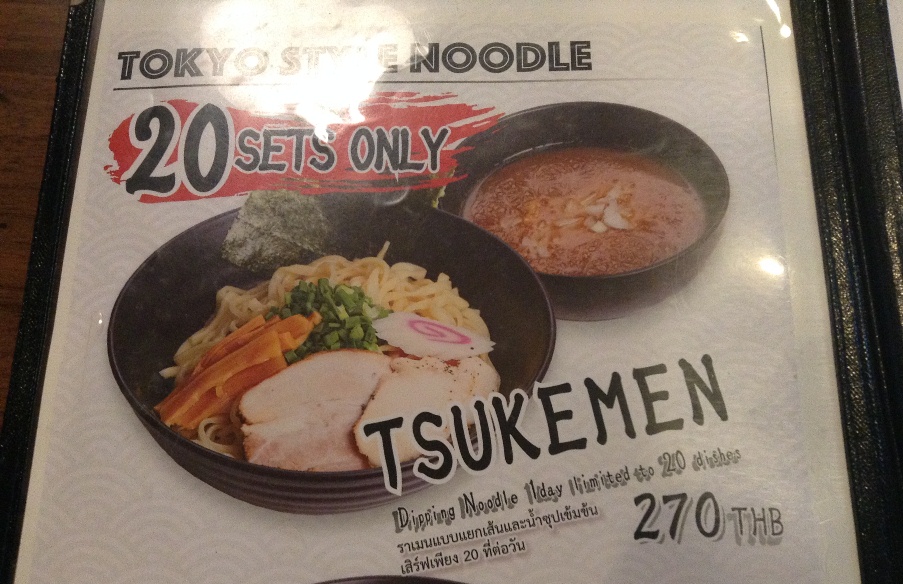 TOKYO STYLE NOODLE
20 SETS ONLY
TSUKEMEN
Dipping Noodle 1day limited to 20 dishes
ราเมนแบบแยกเส้นและน้ำซุปเข้มข้น
เสิร์ฟเพียง 20 ที่ต่อวัน
270 THB